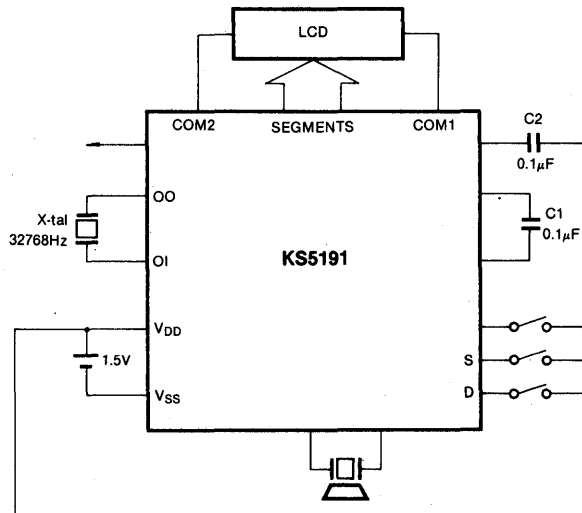 LCD
COM2 SEGMENTS COM1
C2
0.1μF
OO
X-tal
32768Hz
OI
C1
0.1μF
KS5191
VDD
1.5V
VSS
S
D